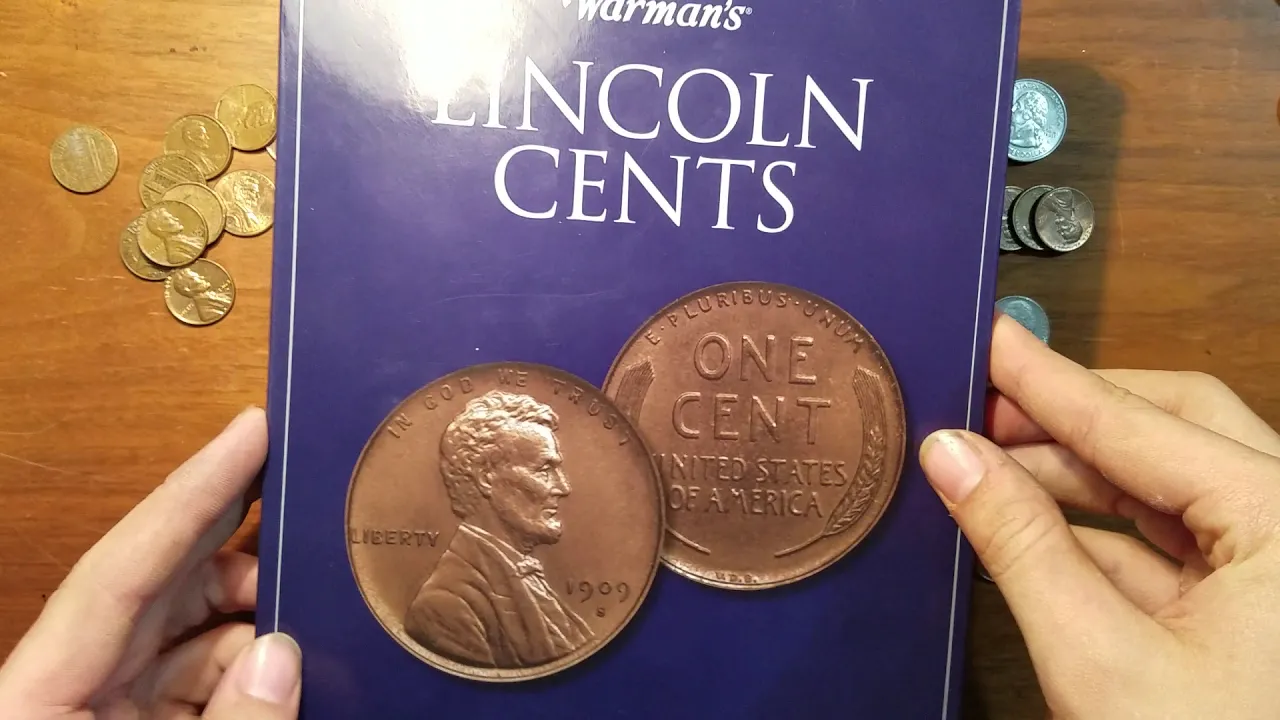 Warman's®
LINCOLN
CENTS
E·PLURIBUS·UNUM
ONE
CENT
UNITED STATES
OF AMERICA
V.D.B.
IN GOD WE TRUST
LIBERTY
1909
S